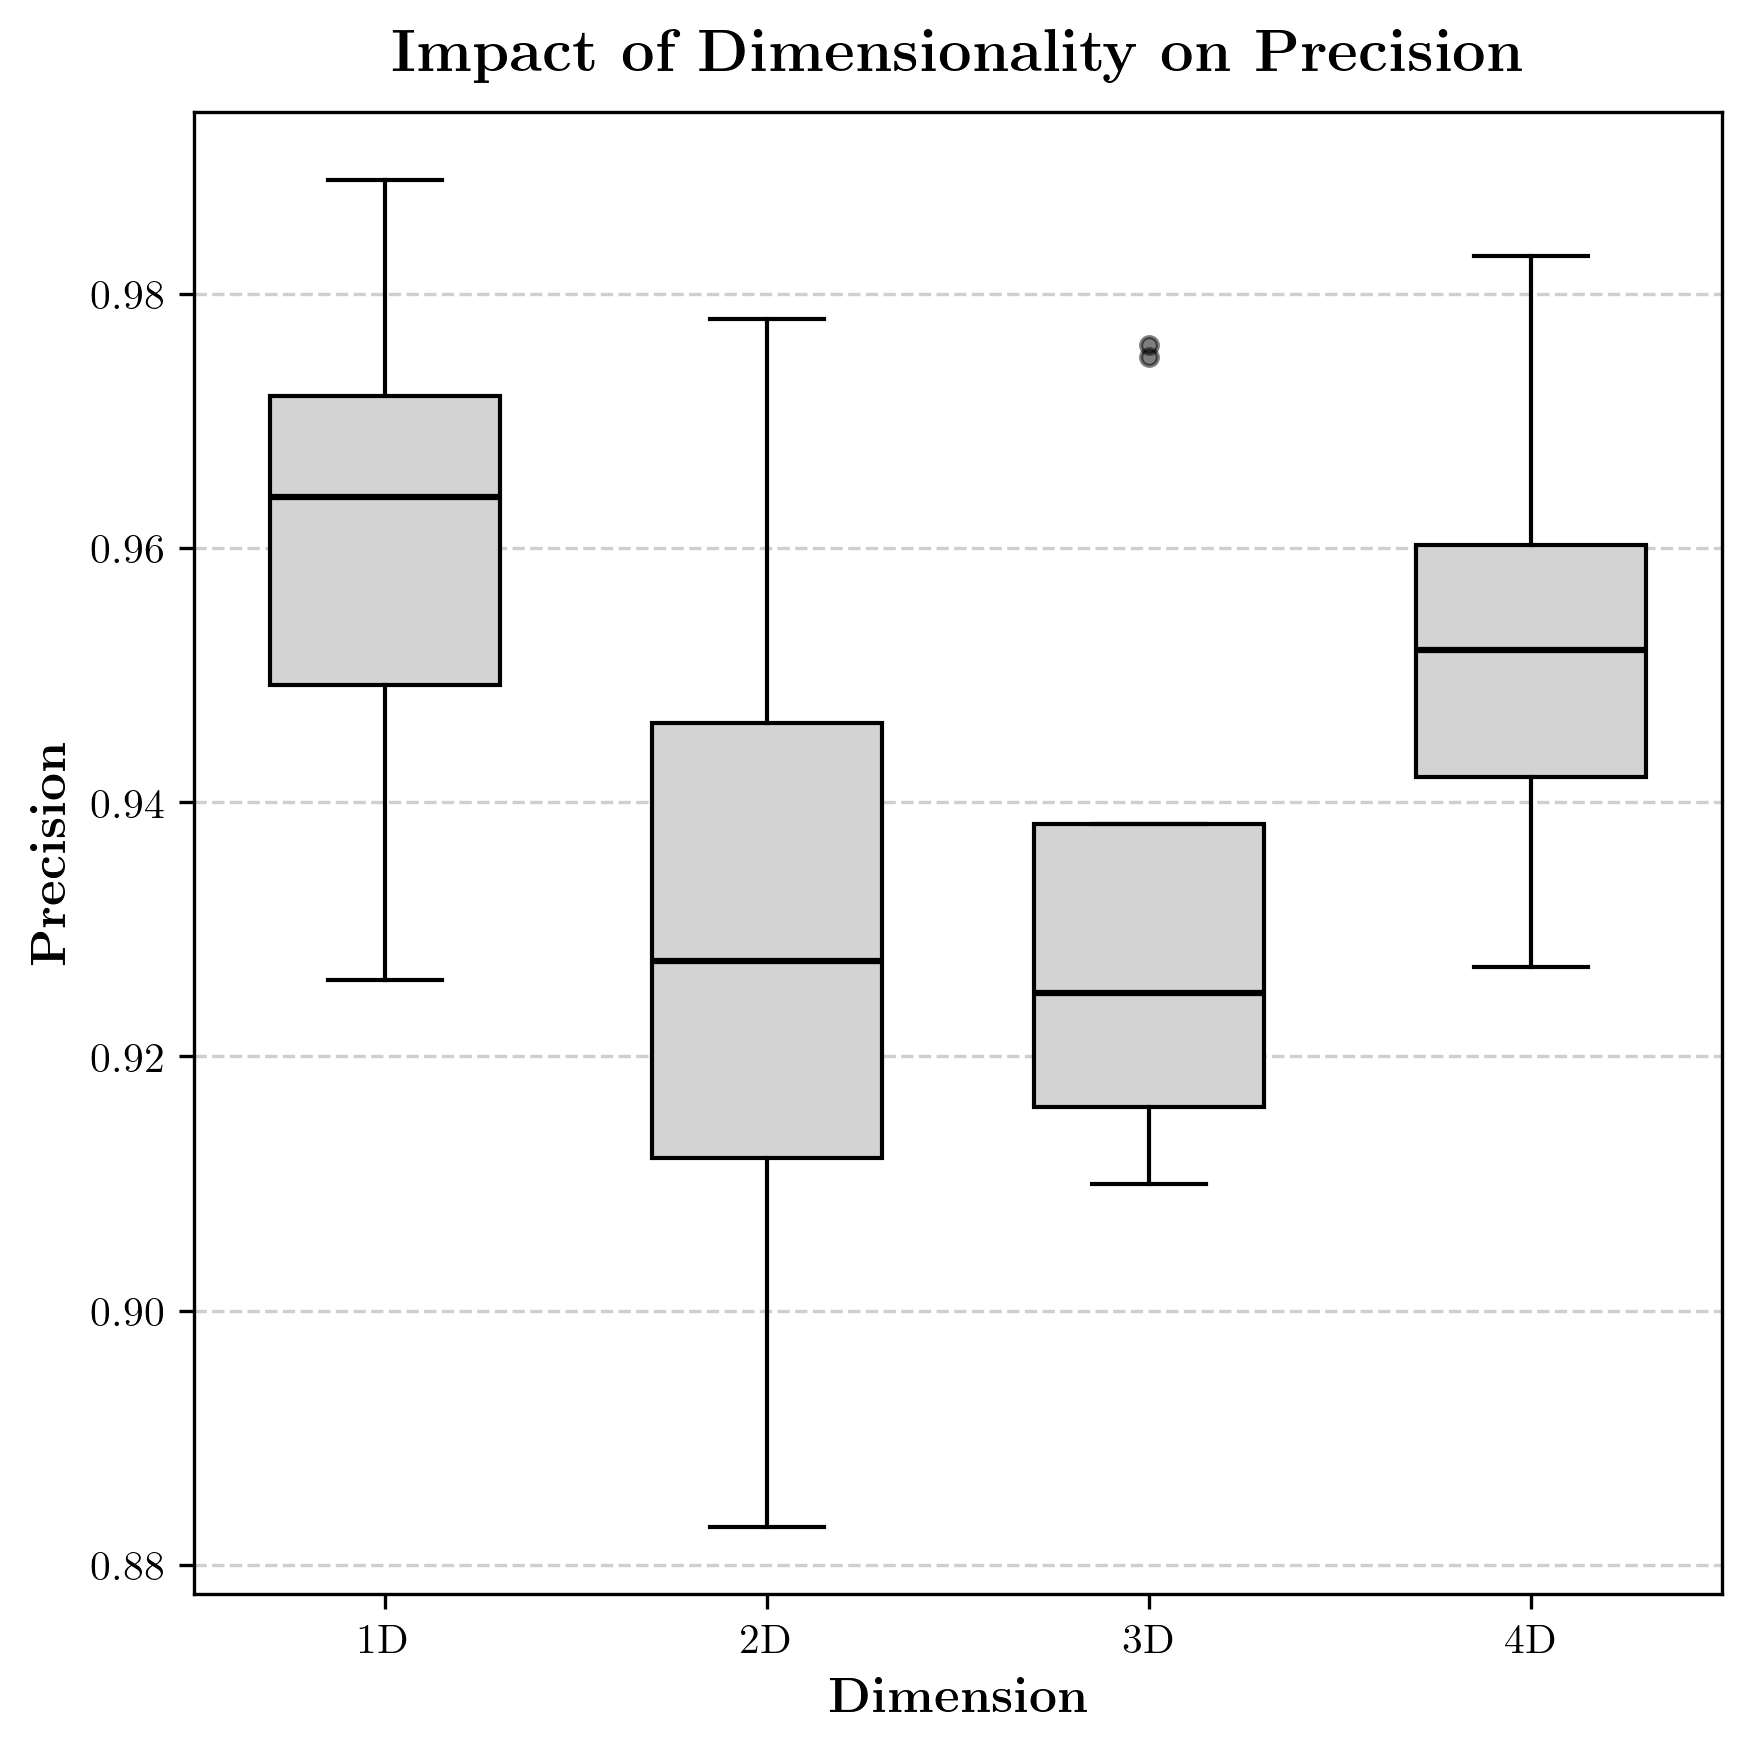 Impact of Dimensionality on Precision
Precision
0.98
0.96
0.94
0.92
0.90
0.88
1D 2D 3D 4D
Dimension